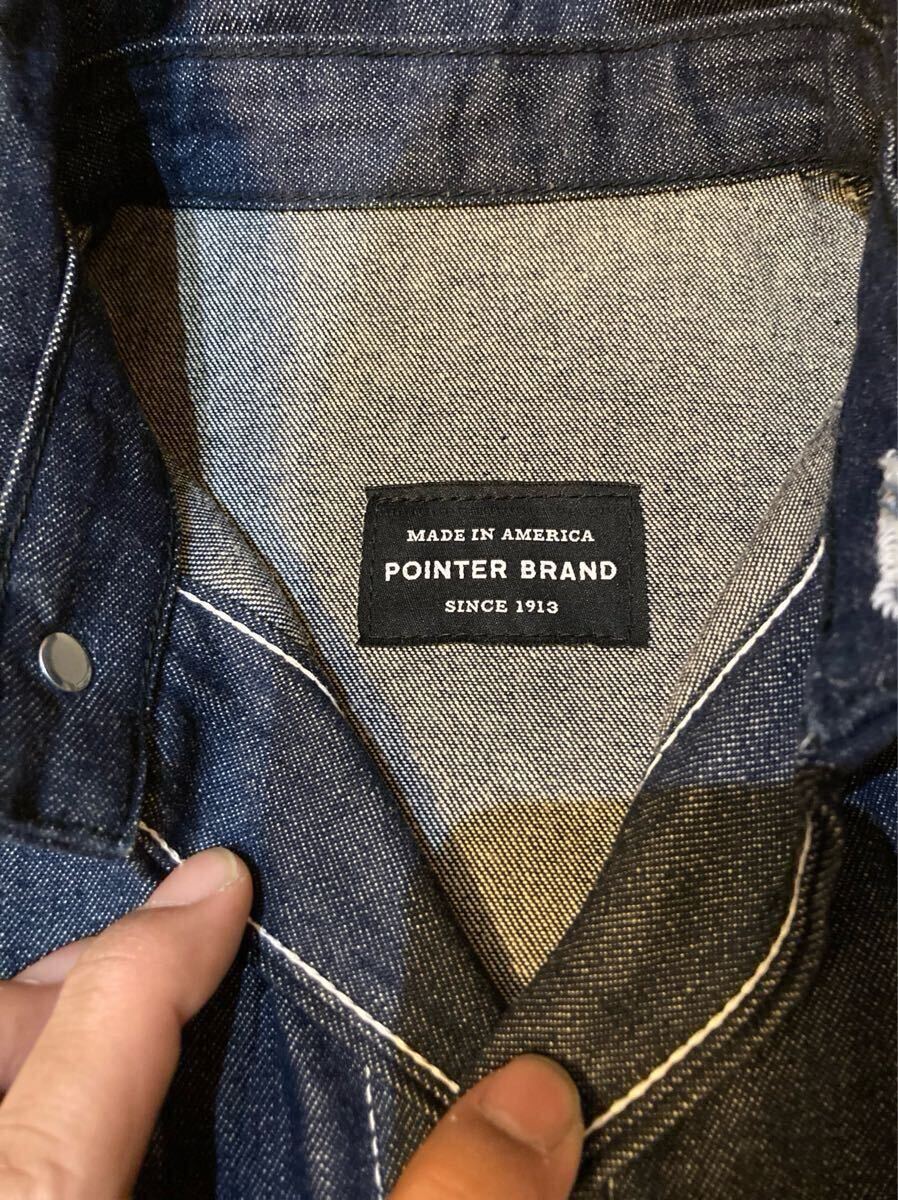 MADE IN AMERICA
POINTER BRAND
SINCE 1913